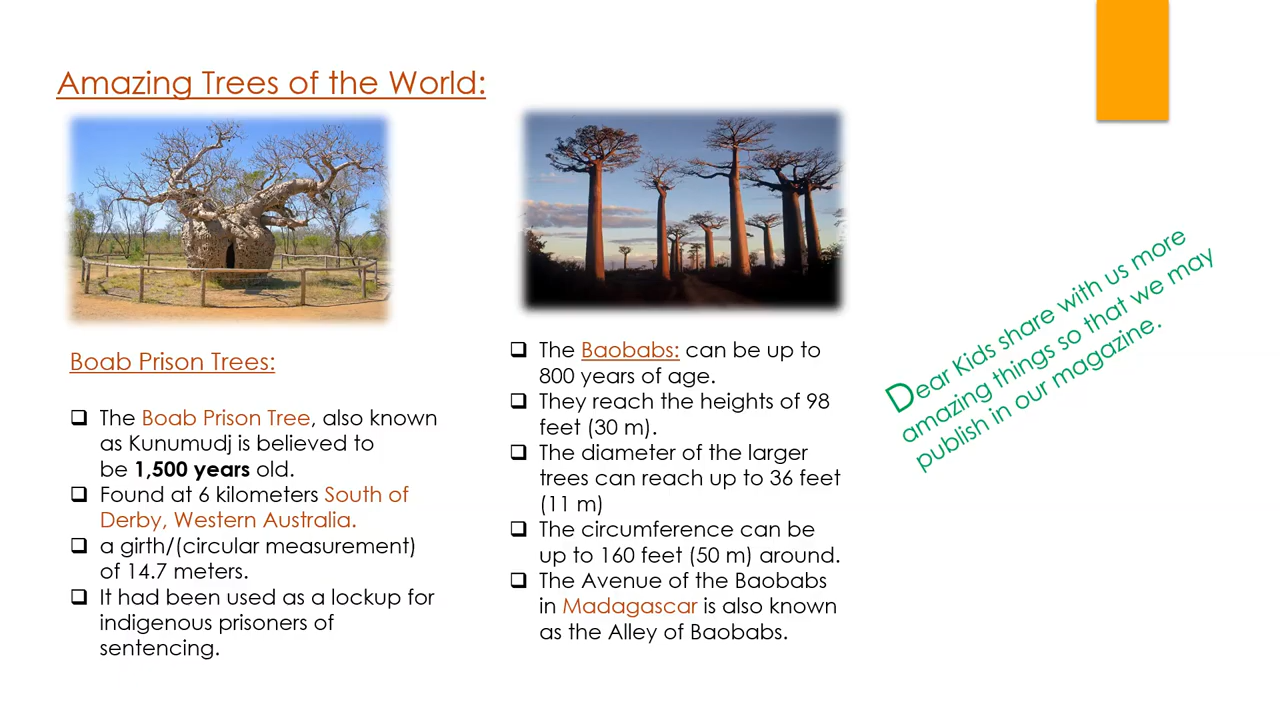 Amazing Trees of the World:
Boab Prison Trees:
❑ The Boab Prison Tree, also known
as Kunumudj is believed to
be 1,500 years old.
❑ Found at 6 kilometers South of
Derby, Western Australia.
❑ a girth/(circular measurement)
of 14.7 meters.
❑ It had been used as a lockup for
indigenous prisoners of
sentencing.
❑ The Baobabs: can be up to
800 years of age.
❑ They reach the heights of 98
feet (30 m).
❑ The diameter of the larger
trees can reach up to 36 feet
(11 m)
❑ The circumference can be
up to 160 feet (50 m) around.
❑ The Avenue of the Baobabs
in Madagascar is also known
as the Alley of Baobabs.
Dear Kids share with us more
amazing things so that we may
publish in our magazine.